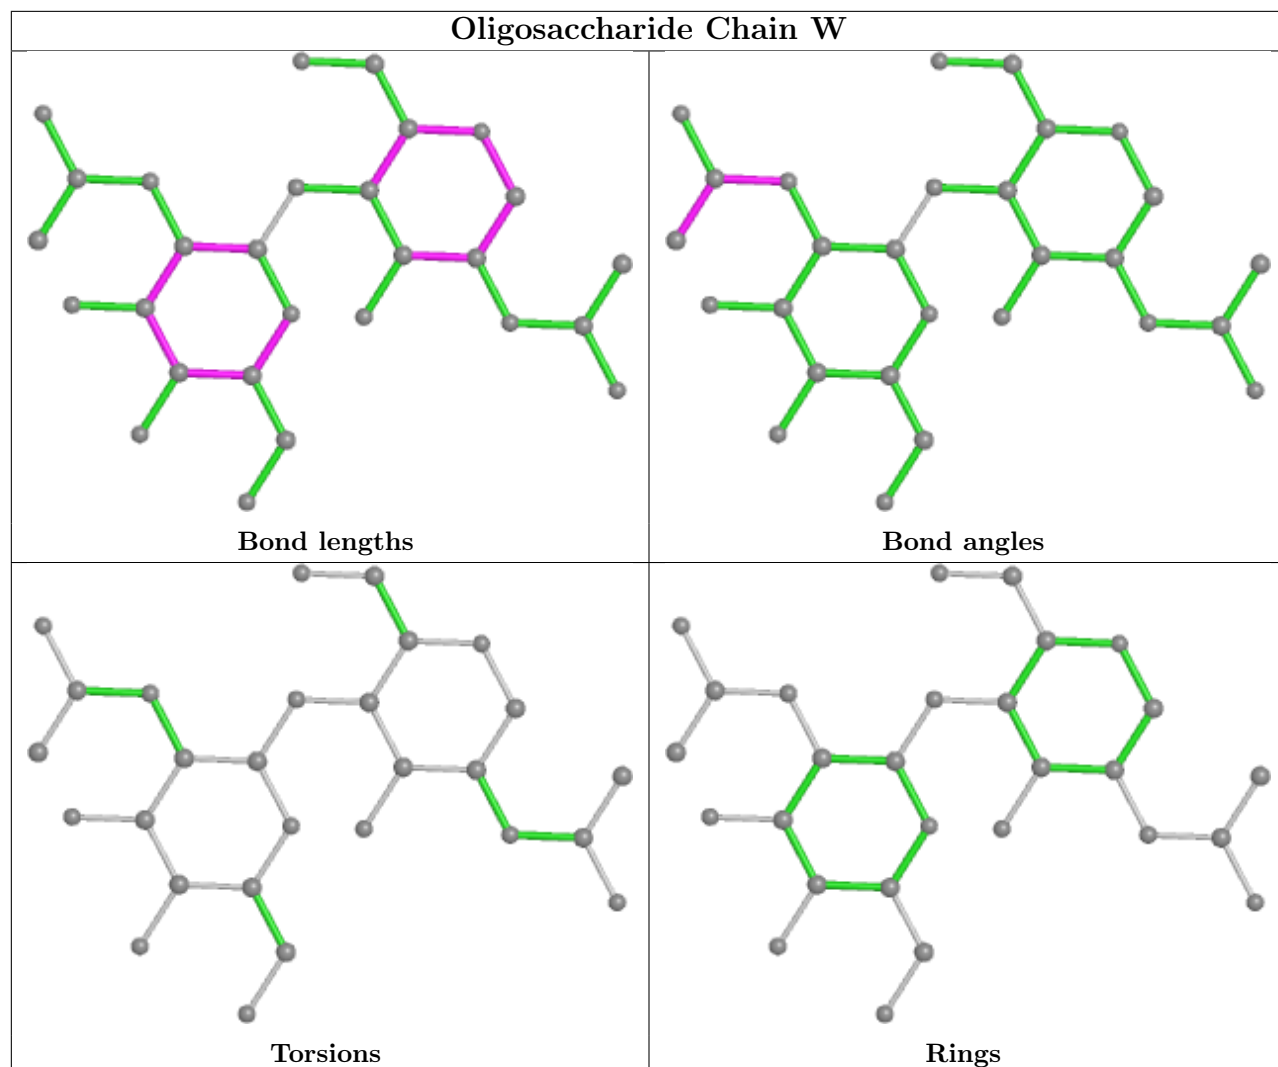 Oligosaccharide Chain W
Bond lengths
Bond angles
Torsions
Rings